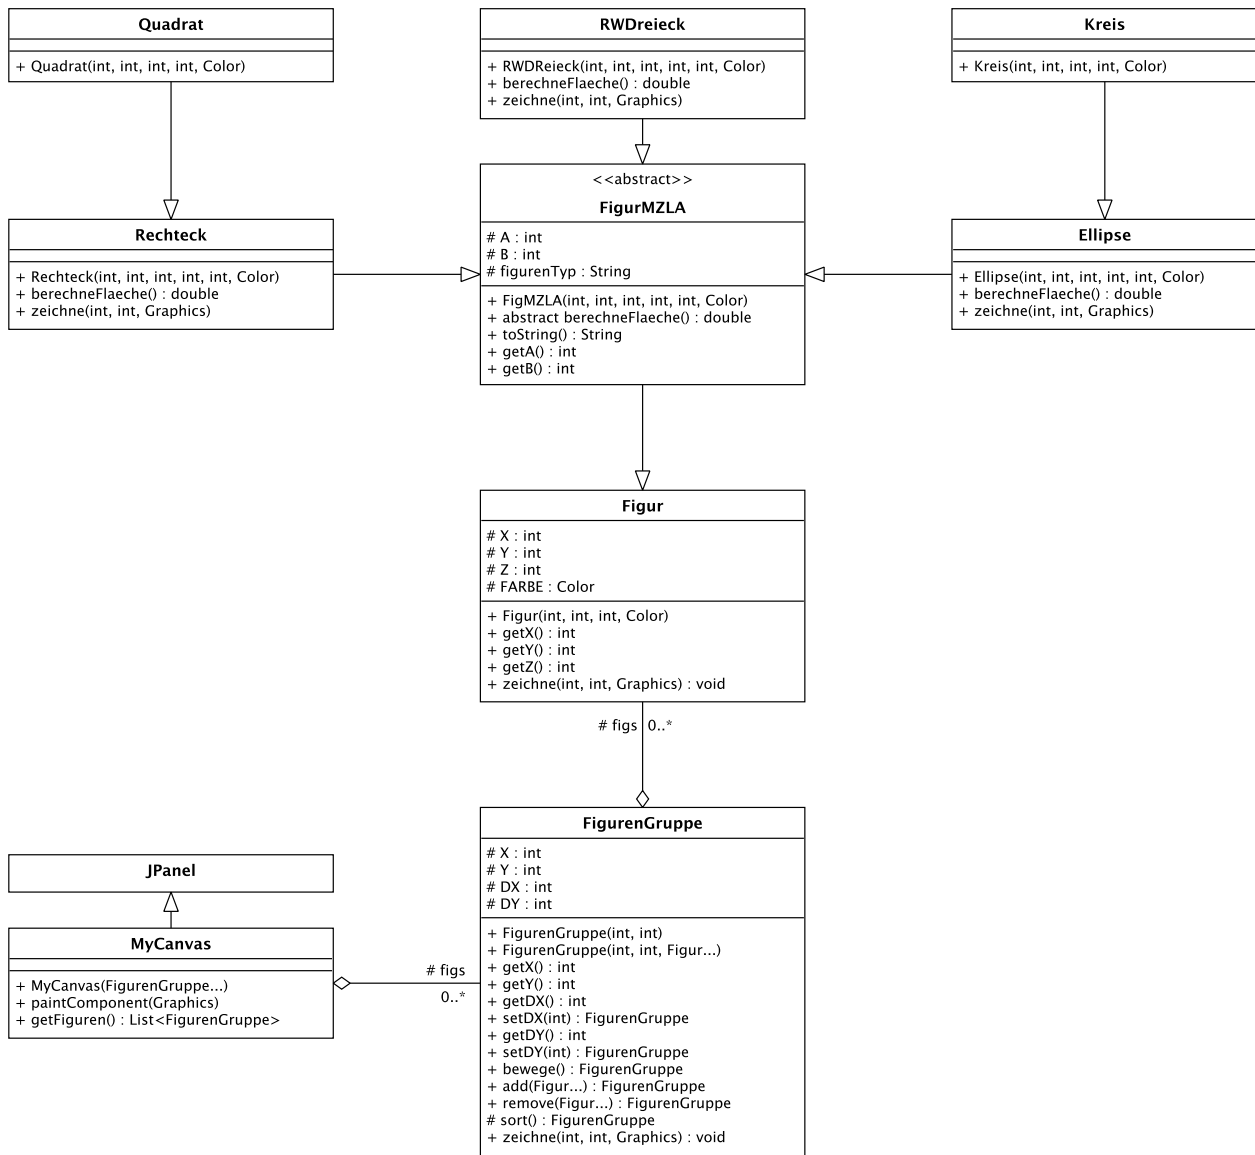 Quadrat
+ Quadrat(int, int, int, int, Color)
RWDreieck
+ RWDReieck(int, int, int, int, int, Color)
+ berechneFlaeche() : double
+ zeichne(int, int, Graphics)
Kreis
+ Kreis(int, int, int, int, Color)
Rechteck
+ Rechteck(int, int, int, int, int, Color)
+ berechneFlaeche() : double
+ zeichne(int, int, Graphics)
<<abstract>>
FigurMZLA
# A : int
# B : int
# figurenTyp : String
+ FigMZLA(int, int, int, int, int, Color)
+ abstract berechneFlaeche() : double
+ toString() : String
+ getA() : int
+ getB() : int
Ellipse
+ Ellipse(int, int, int, int, int, Color)
+ berechneFlaeche() : double
+ zeichne(int, int, Graphics)
Figur
# X : int
# Y : int
# Z : int
# FARBE : Color
+ Figur(int, int, int, Color)
+ getX() : int
+ getY() : int
+ getZ() : int
+ zeichne(int, int, Graphics) : void
# figs 0..*
JPanel
MyCanvas
+ MyCanvas(FigurenGruppe...)
+ paintComponent(Graphics)
+ getFiguren() : List<FigurenGruppe>
# figs
0..*
FigurenGruppe
# X : int
# Y : int
# DX : int
# DY : int
+ FigurenGruppe(int, int)
+ FigurenGruppe(int, int, Figur...)
+ getX() : int
+ getY() : int
+ getDX() : int
+ setDX(int) : FigurenGruppe
+ getDY() : int
+ setDY(int) : FigurenGruppe
+ bewege() : FigurenGruppe
+ add(Figur...) : FigurenGruppe
+ remove(Figur...) : FigurenGruppe
# sort() : FigurenGruppe
+ zeichne(int, int, Graphics) : void